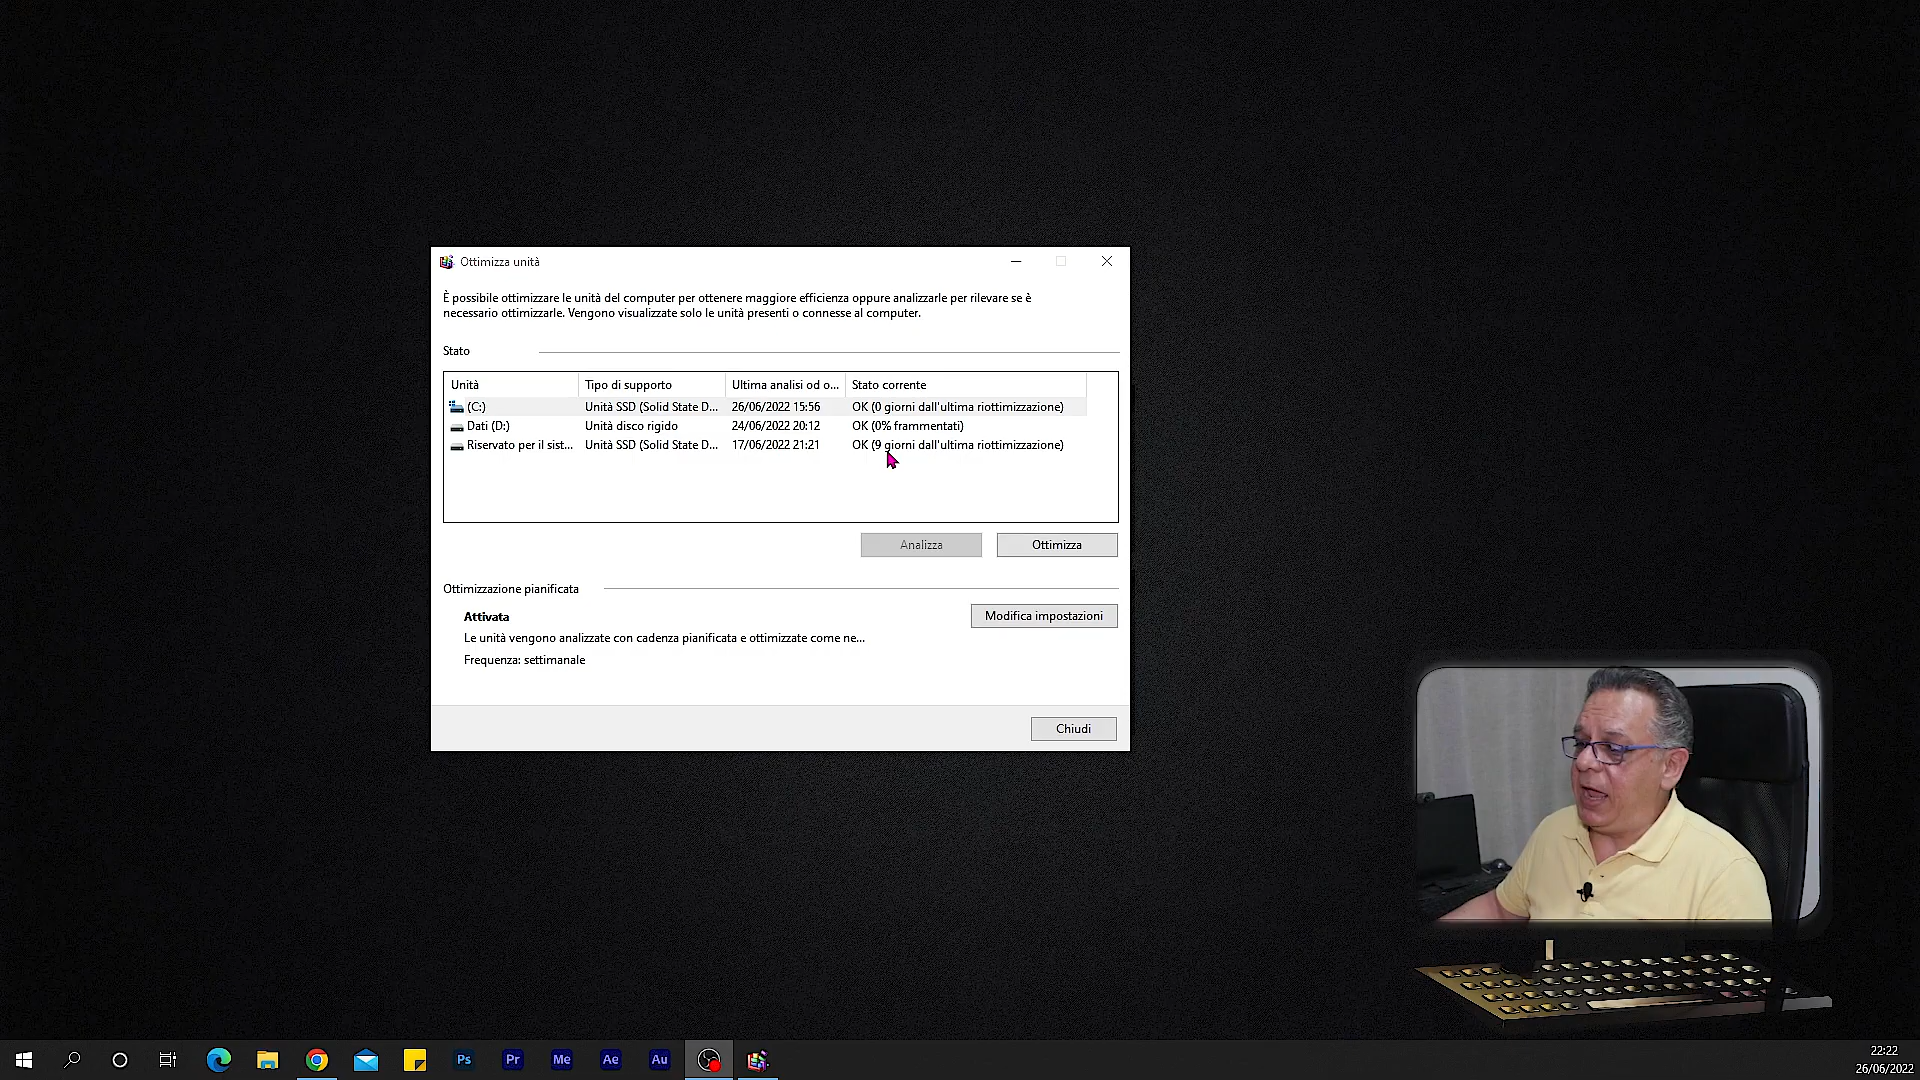 Ottimizza unità
È possibile ottimizzare le unità del computer per ottenere maggiore efficienza oppure analizzarle per rilevare se è
necessario ottimizzarle. Vengono visualizzate solo le unità presenti o connesse al computer.
Stato
Unità Tipo di supporto Ultima analisi od o... Stato corrente
(C:) Unità SSD (Solid State D... 26/06/2022 15:56 OK (0 giorni dall'ultima riottimizzazione)
Dati (D:) Unità disco rigido 24/06/2022 20:12 OK (0% frammentati)
Riservato per il sist... Unità SSD (Solid State D... 17/06/2022 21:21 OK (9 giorni dall'ultima riottimizzazione)
Analizza Ottimizza
Ottimizzazione pianificata
Attivata Modifica impostazioni
Le unità vengono analizzate con cadenza pianificata e ottimizzate come ne...
Frequenza: settimanale
Chiudi
Ps Pr Me Ae Au
22:22
26/06/2022